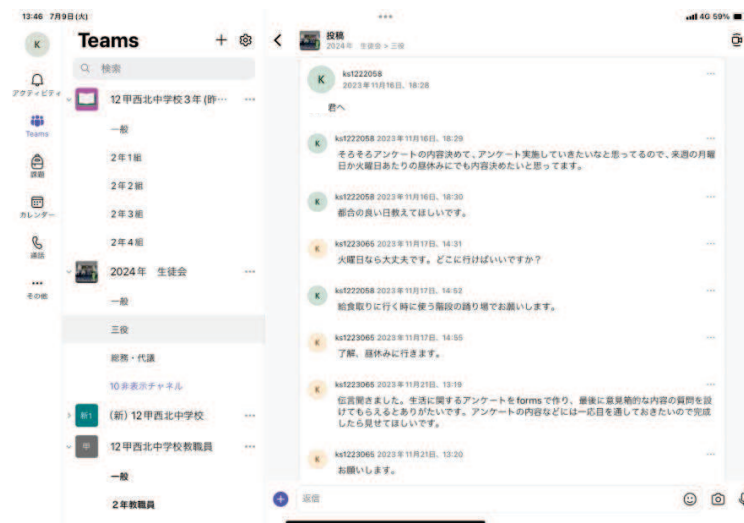 13:46 7月9日(火)
4G 59%
K
アクティビティ
Teams
課題
カレンダー
通話
その他
Teams
検索
12甲西北中学校3年(昨…
一般
2年1組
2年2組
2年3組
2年4組
2024年 生徒会
一般
三役
総務・代議
10非表示チャネル
新1
(新)12甲西北中学校
甲
12甲西北中学校教職員
一般
2年教職員
投稿
2024年 生徒会 > 三役
K
ks1222058
2023年11月16日、18:28
君へ
K
ks1222058 2023年11月16日、18:29
そろそろアンケートの内容決めて、アンケート実施していきたいなと思ってるので、来週の月曜
日か火曜日あたりの昼休みにでも内容決めたいと思ってます。
K
ks1222058 2023年11月16日、18:30
都合の良い日教えてほしいです。
K
ks1223065 2023年11月17日、14:31
火曜日なら大丈夫です。どこに行けばいいですか？
K
ks1222058 2023年11月17日、14:52
給食取りに行く時に使う階段の踊り場でお願いします。
K
ks1223065 2023年11月17日、14:55
了解、昼休みに行きます。
K
ks1223065 2023年11月21日、13:19
伝言聞きました。生活に関するアンケートをformsで作り、最後に意見箱的な内容の質問を設
けてもらえるとありがたいです。アンケートの内容などには一応目を通しておきたいので完成
したら見せてほしいです。
K
ks1223065 2023年11月21日、13:20
お願いします。
返信